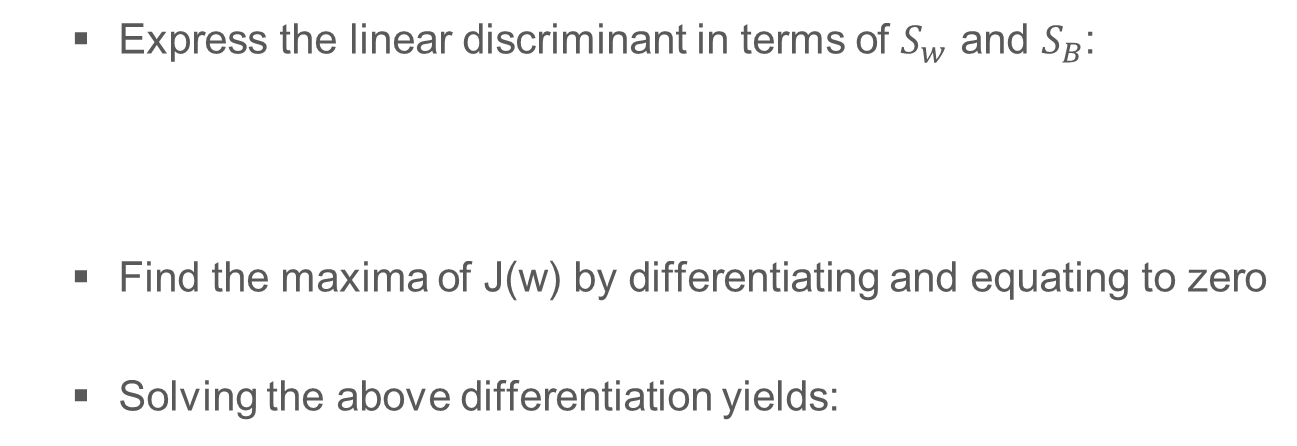 ▪ Express the linear discriminant in terms of S_w and S_B:
▪ Find the maxima of J(w) by differentiating and equating to zero
▪ Solving the above differentiation yields: